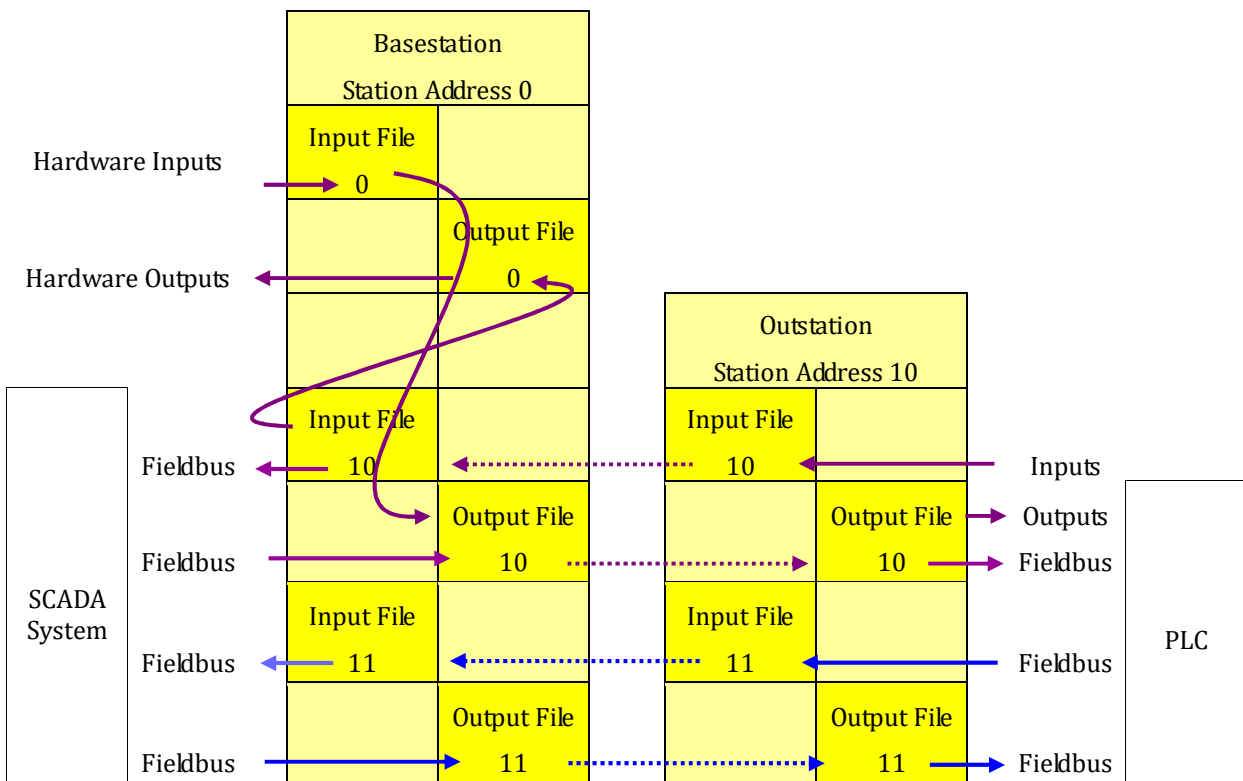 Basestation
Station Address 0
Input File
Hardware Inputs
0
Output File
Hardware Outputs
0
Outstation
Station Address 10
Input File
Input File
Fieldbus
10
10
Inputs
Output File
Output File
Outputs
Fieldbus
10
10
Fieldbus
SCADA
System
Input File
Input File
Fieldbus
11
11
Fieldbus
PLC
Output File
Output File
Fieldbus
11
11
Fieldbus